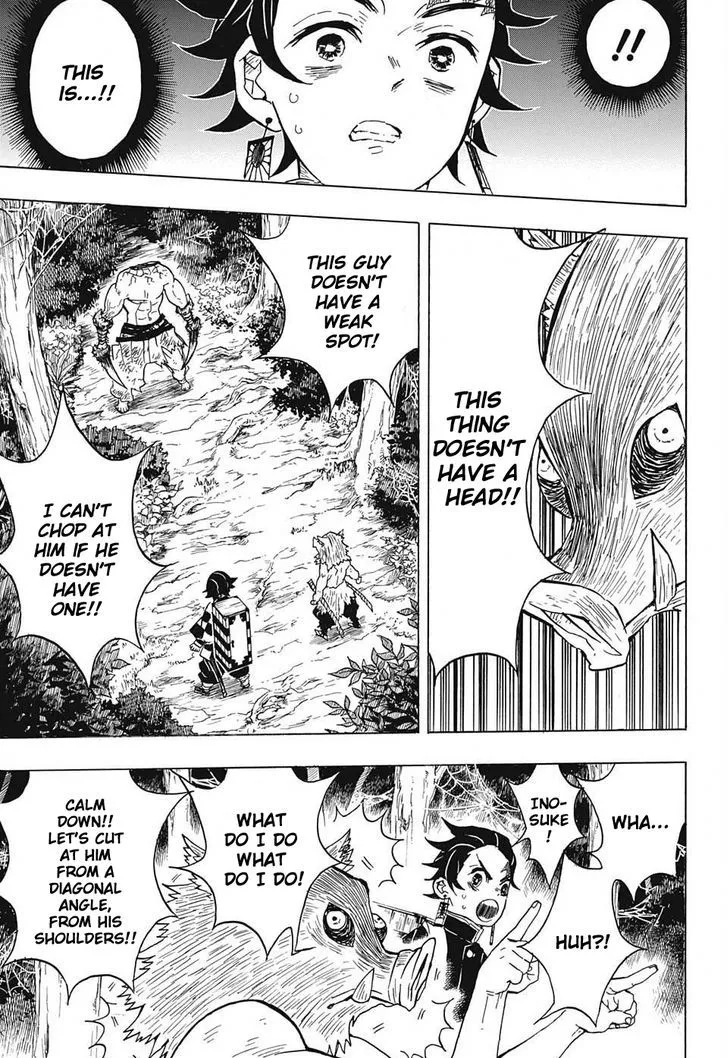 !!
THIS
IS...!!
THIS
THING
DOESN'T
HAVE A
HEAD!!
THIS GUY
DOESN'T
HAVE A
WEAK
SPOT!
I CAN'T
CHOP AT
HIM IF HE
DOESN'T
HAVE
ONE!!
WHA...
HUH?!
INO-
SUKE
!
WHAT
DO I DO
WHAT
DO I DO!
CALM
DOWN!!
LET'S CUT
AT HIM
FROM A
DIAGONAL
ANGLE,
FROM HIS
SHOULDERS!!